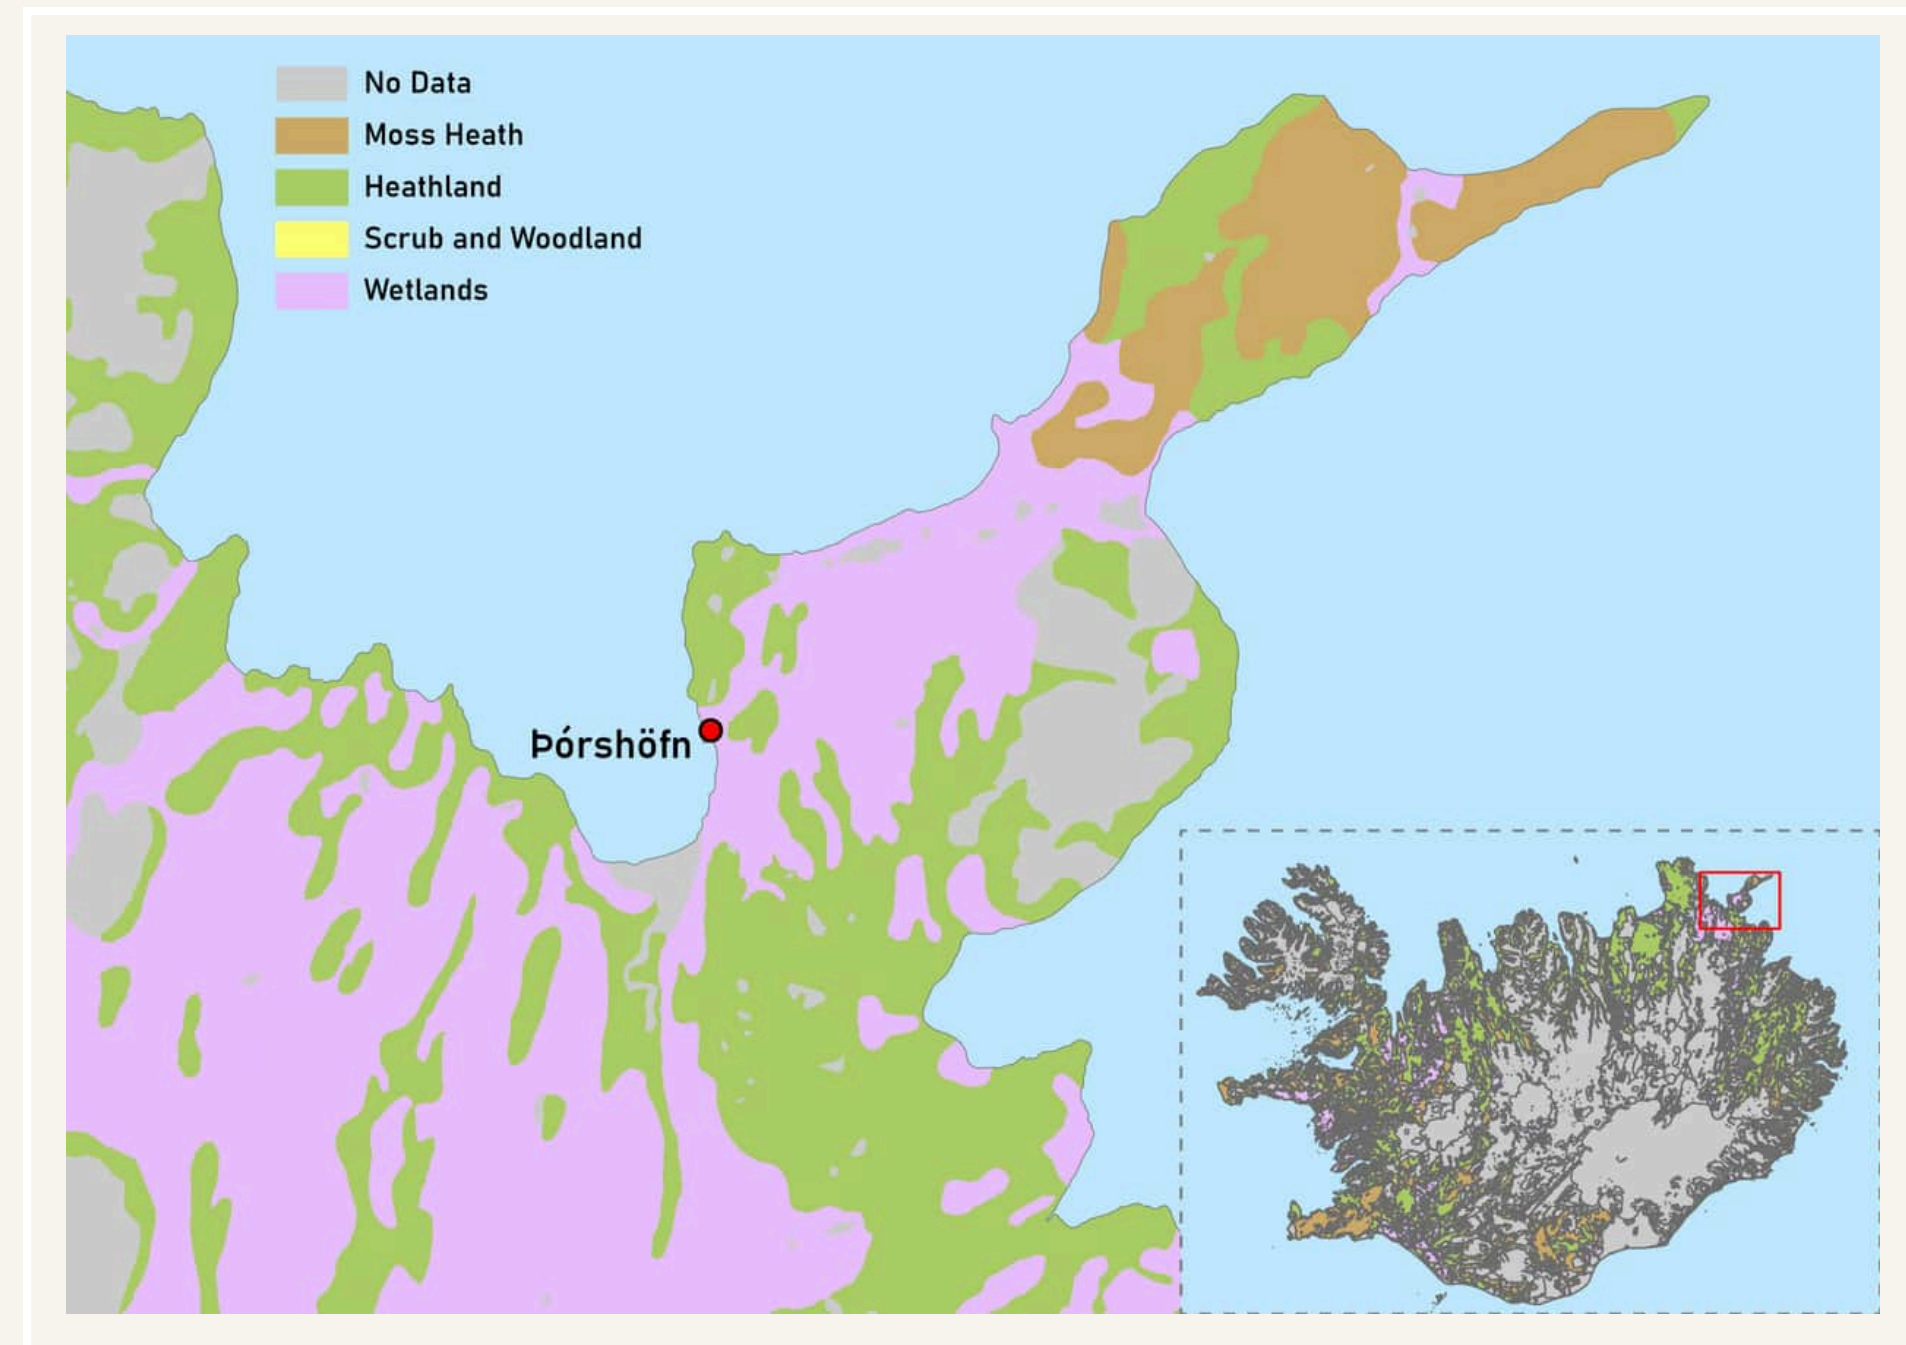 No Data
Moss Heath
Heathland
Scrub and Woodland
Wetlands
Þórshöfn